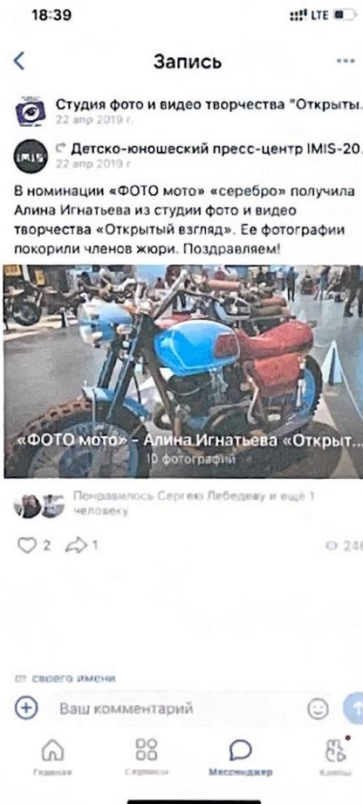 18:39
LTE
Запись
Студия фото и видео творчества "Открыты...
22 апр 2019 г.
Детско-юношеский пресс-центр IMIS-20...
22 апр 2019 г
В номинации «ФОТО мото» «серебро» получила
Алина Игнатьева из студии фото и видео
творчества «Открытый взгляд». Ее фотографии
покорили членов жюри. Поздравляем!
«ФОТО мото» – Алина Игнатьева «Открыт...
10 фотографий
Понравилось Сергею Лебедеву и ещё 1
человеку
2 1
246
от своего имени
Ваш комментарий
Главная Сервисы Мессенджер Клипы